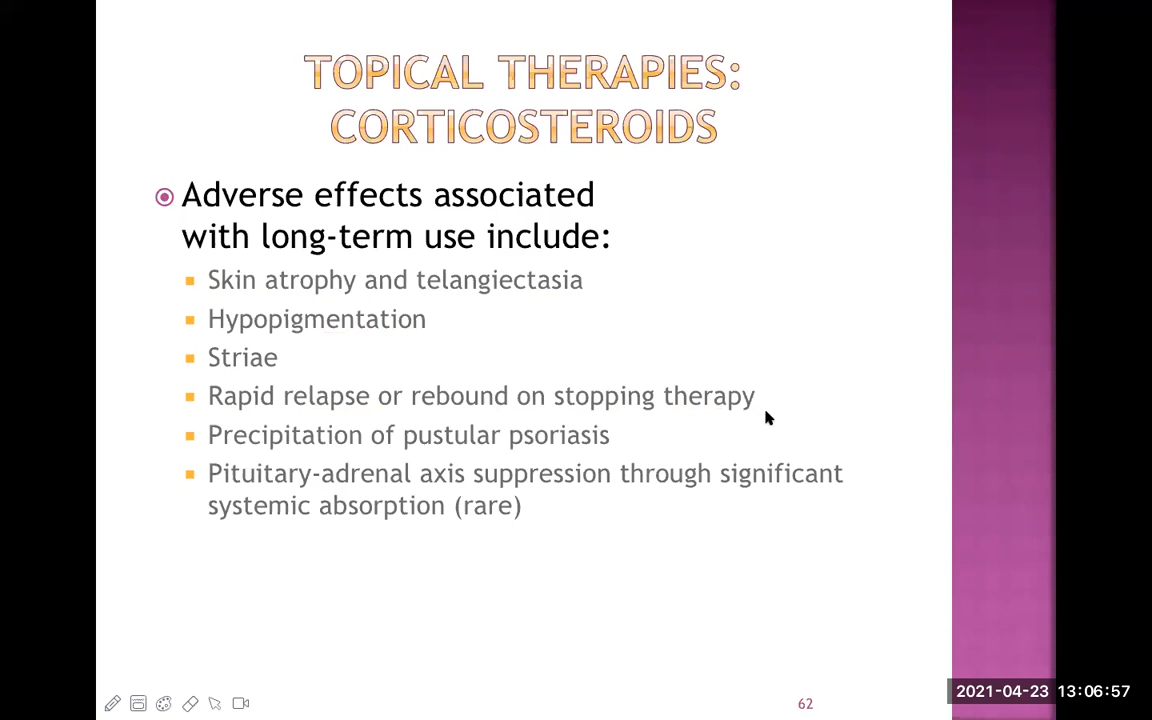 TOPICAL THERAPIES:
CORTICOSTEROIDS
Adverse effects associated
with long-term use include:
Skin atrophy and telangiectasia
Hypopigmentation
Striae
Rapid relapse or rebound on stopping therapy
Precipitation of pustular psoriasis
Pituitary-adrenal axis suppression through significant
systemic absorption (rare)
62
2021-04-23 13:06:57